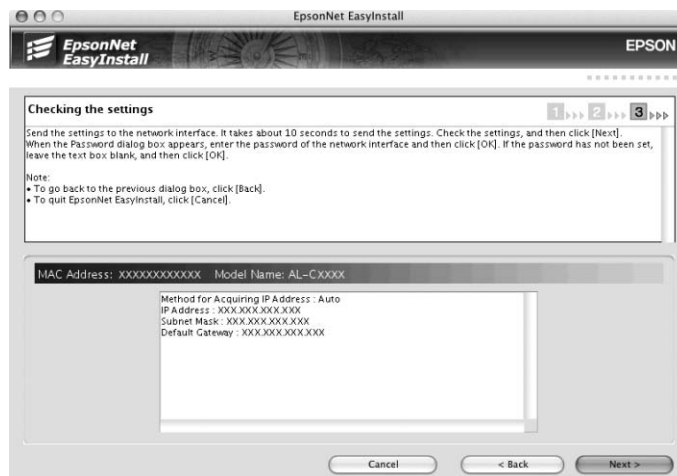 EpsonNet EasyInstall
EpsonNet
EasyInstall
EPSON
Checking the settings
1 2 3
Send the settings to the network interface. It takes about 10 seconds to send the settings. Check the settings, and then click [Next].
When the Password dialog box appears, enter the password of the network interface and then click [OK]. If the password has not been set,
leave the text box blank, and then click [OK].
Note:
• To go back to the previous dialog box, click [Back].
• To quit EpsonNet EasyInstall, click [Cancel].
MAC Address: XXXXXXXXXXXX Model Name: AL-CXXXX
Method for Acquiring IP Address : Auto
IP Address : XXX.XXX.XXX.XXX
Subnet Mask : XXX.XXX.XXX.XXX
Default Gateway : XXX.XXX.XXX.XXX
Cancel < Back Next >